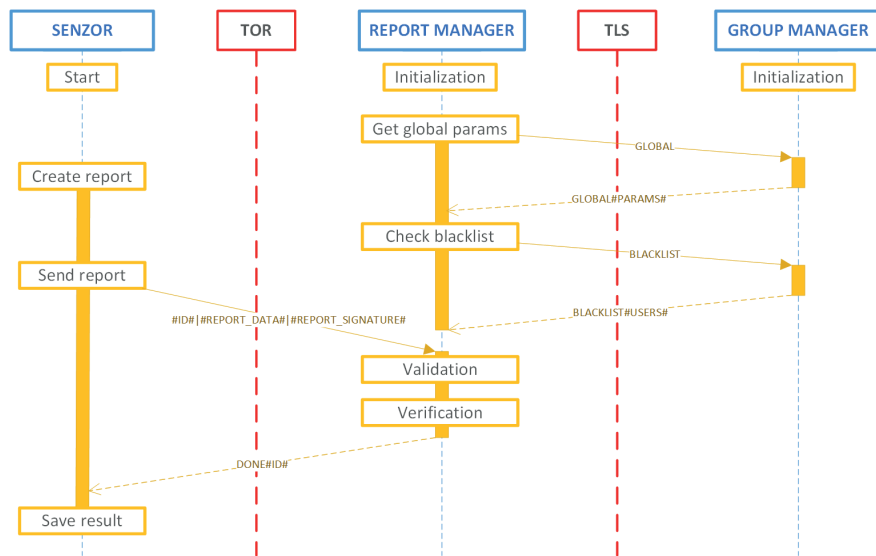 SENZOR
TOR
REPORT MANAGER
TLS
GROUP MANAGER
Start
Initialization
Initialization
Get global params
GLOBAL
Create report
GLOBAL#PARAMS#
Check blacklist
BLACKLIST
Send report
BLACKLIST#USERS#
#ID#|#REPORT_DATA#|#REPORT_SIGNATURE#
Validation
Verification
DONE#ID#
Save result